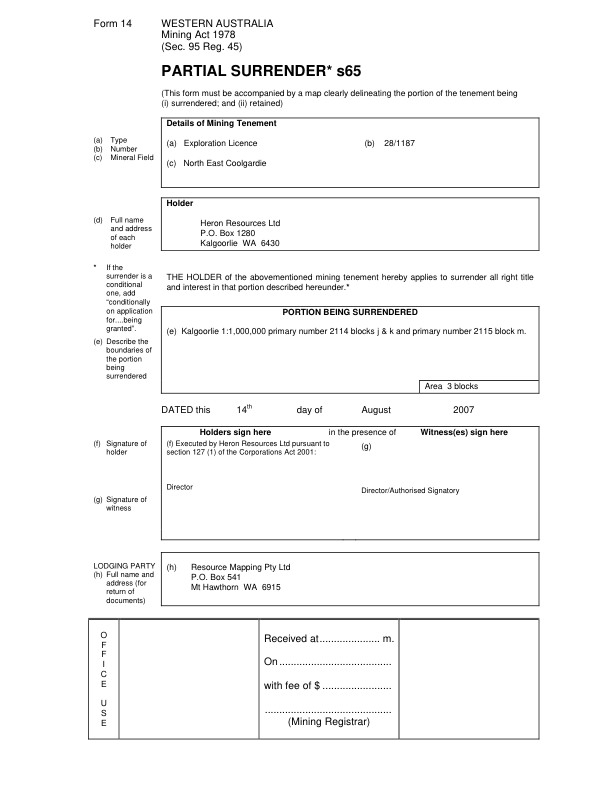 Form 14
WESTERN AUSTRALIA
Mining Act 1978
(Sec. 95 Reg. 45)
PARTIAL SURRENDER* s65
(This form must be accompanied by a map clearly delineating the portion of the tenement being
(i) surrendered; and (ii) retained)
(a) Type
(b) Number
(c) Mineral Field
Details of Mining Tenement
(a) Exploration Licence (b) 28/1187
(c) North East Coolgardie
(d) Full name
and address
of each
holder
Holder
Heron Resources Ltd
P.O. Box 1280
Kalgoorlie WA 6430
* If the
surrender is a
conditional
one, add
"conditionally
on application
for....being
granted".
THE HOLDER of the abovementioned mining tenement hereby applies to surrender all right title
and interest in that portion described hereunder.*
(e) Describe the
boundaries of
the portion
being
surrendered
PORTION BEING SURRENDERED
(e) Kalgoorlie 1:1,000,000 primary number 2114 blocks j & k and primary number 2115 block m.
Area 3 blocks
DATED this 14th day of August 2007
(f) Signature of
holder
(g) Signature of
witness
Holders sign here in the presence of Witness(es) sign here
(f) Executed by Heron Resources Ltd pursuant to
section 127 (1) of the Corporations Act 2001:
(g)
Director
Director/Authorised Signatory
LODGING PARTY
(h) Full name and
address (for
return of
documents)
(h) Resource Mapping Pty Ltd
P.O. Box 541
Mt Hawthorn WA 6915
OFFICE USE
Received at..................... m.
On.......................................
with fee of $ ........................
............................................
(Mining Registrar)